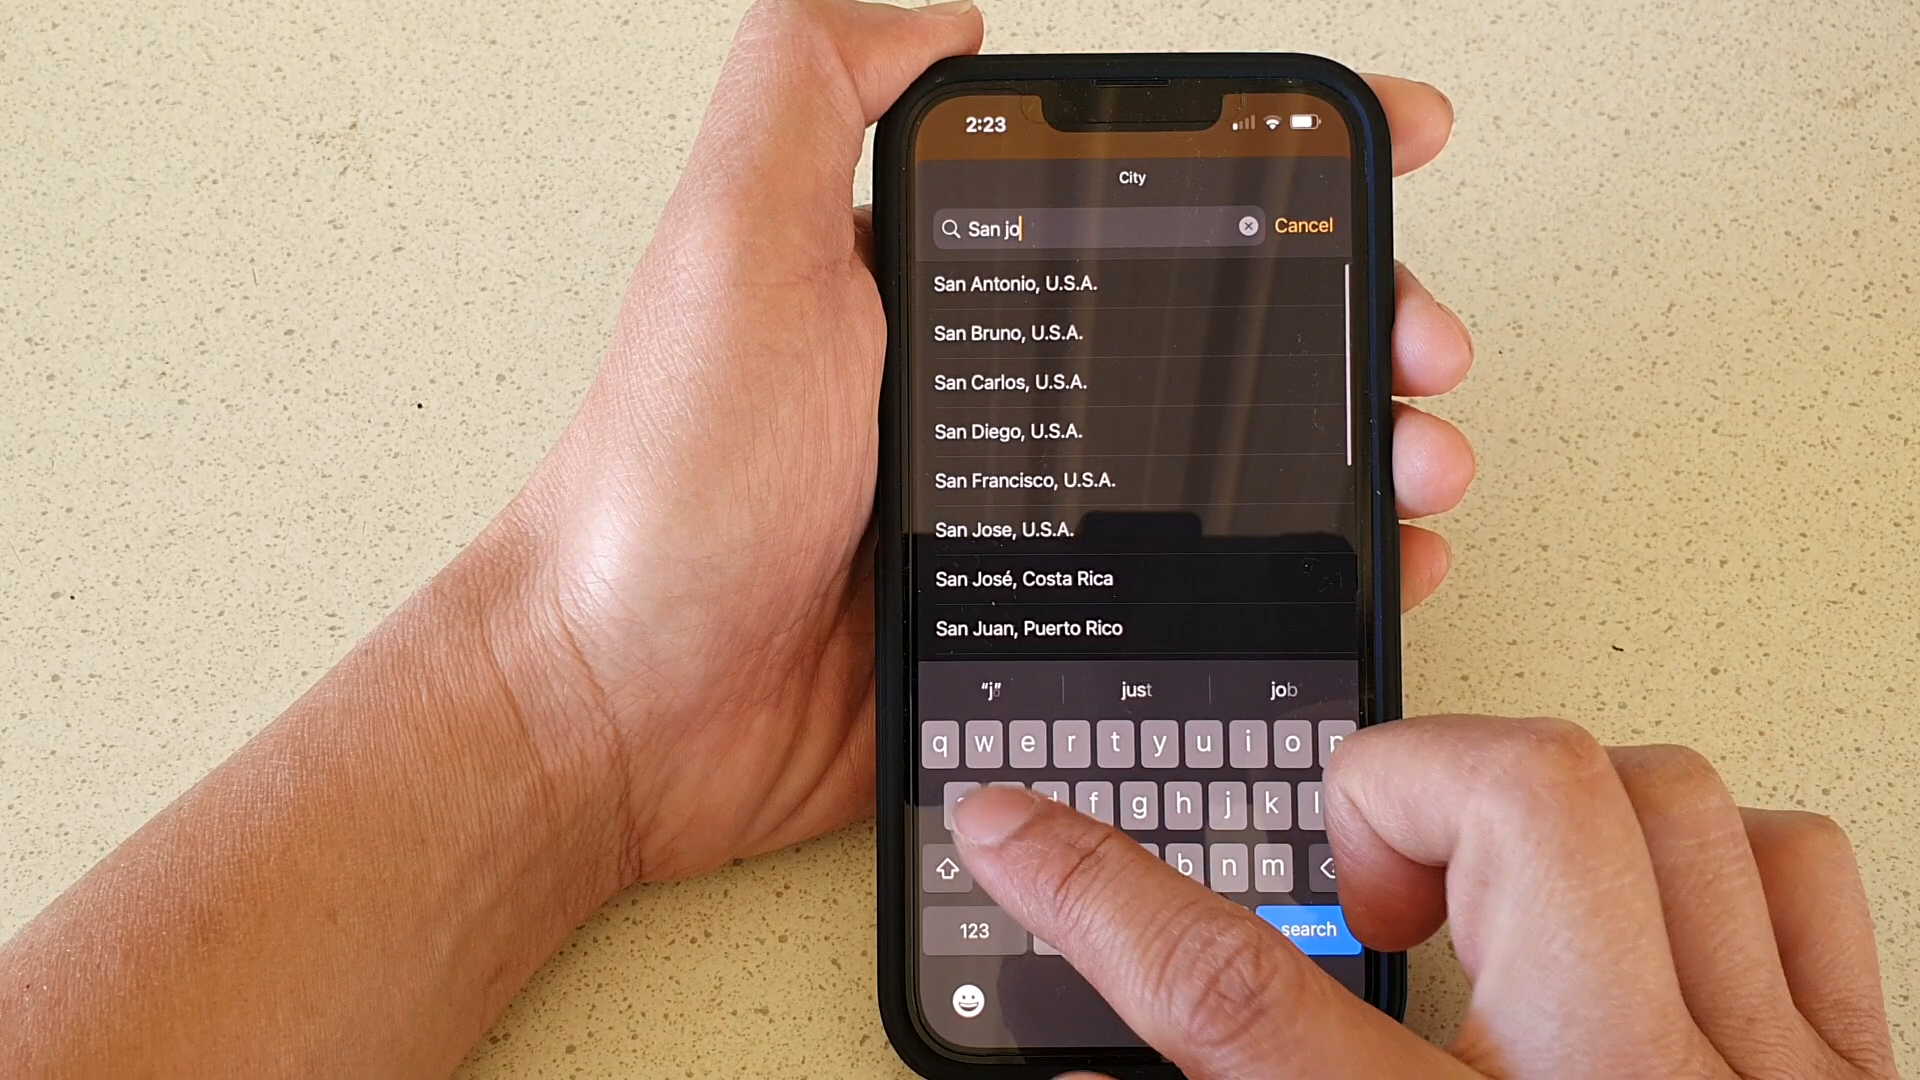 2:23
City
San jo
Cancel
San Antonio, U.S.A.
San Bruno, U.S.A.
San Carlos, U.S.A.
San Diego, U.S.A.
San Francisco, U.S.A.
San Jose, U.S.A.
San José, Costa Rica
San Juan, Puerto Rico
just job
q w e r t y u i o p
f g h j k l
b n m
123 search